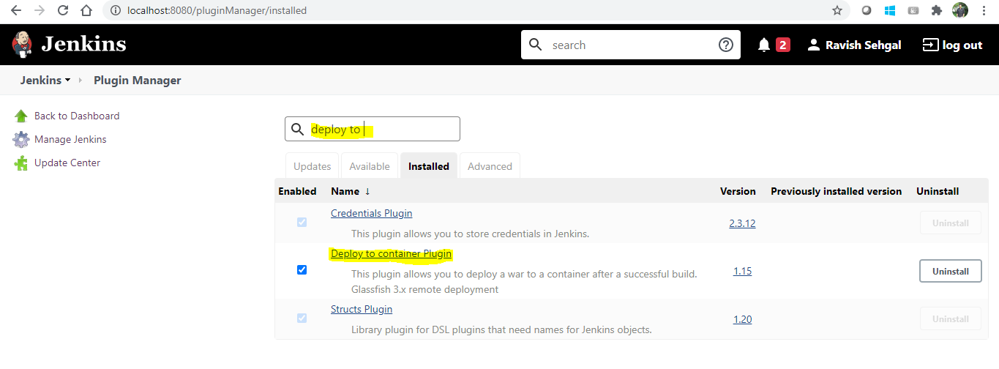 localhost:8080/pluginManager/installed
Jenkins
search
2
Ravish Sehgal
log out
Jenkins
Plugin Manager
Back to Dashboard
Manage Jenkins
Update Center
deploy to
Updates
Available
Installed
Advanced
Enabled
Name ↓
Version
Previously installed version
Uninstall
Credentials Plugin
This plugin allows you to store credentials in Jenkins.
2.3.12
Uninstall
Deploy to container Plugin
This plugin allows you to deploy a war to a container after a successful build.
Glassfish 3.x remote deployment
1.15
Uninstall
Structs Plugin
Library plugin for DSL plugins that need names for Jenkins objects.
1.20
Uninstall